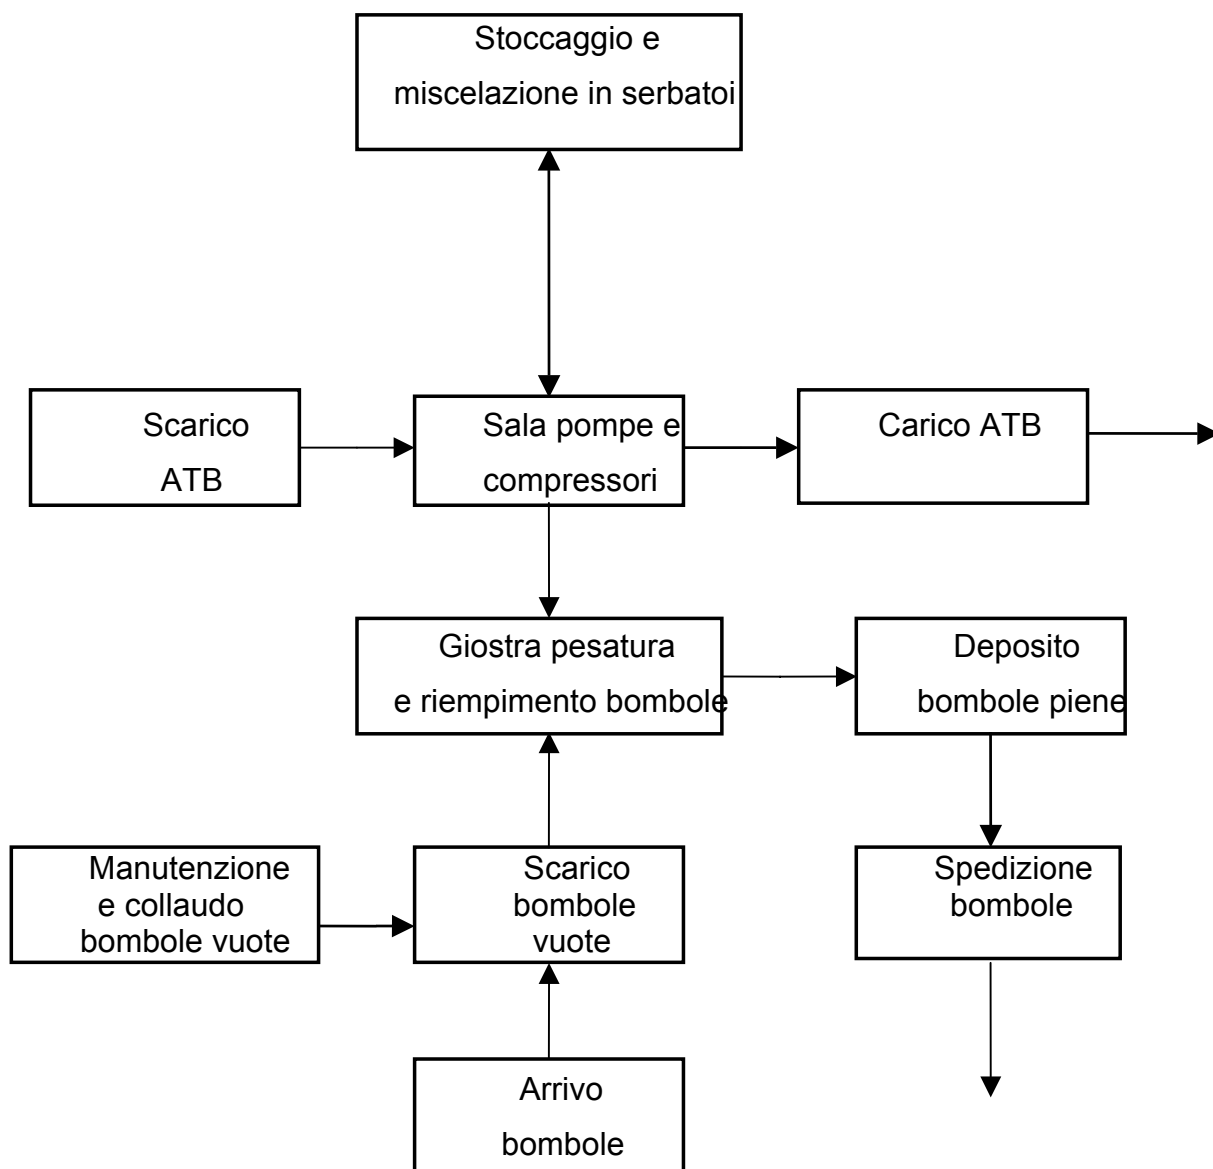 Stoccaggio e
miscelazione in serbatoi
Scarico
ATB
Sala pompe e
compressori
Carico ATB
Giostra pesatura
e riempimento bombole
Deposito
bombole piene
Manutenzione
e collaudo
bombole vuote
Scarico
bombole
vuote
Spedizione
bombole
Arrivo
bombole